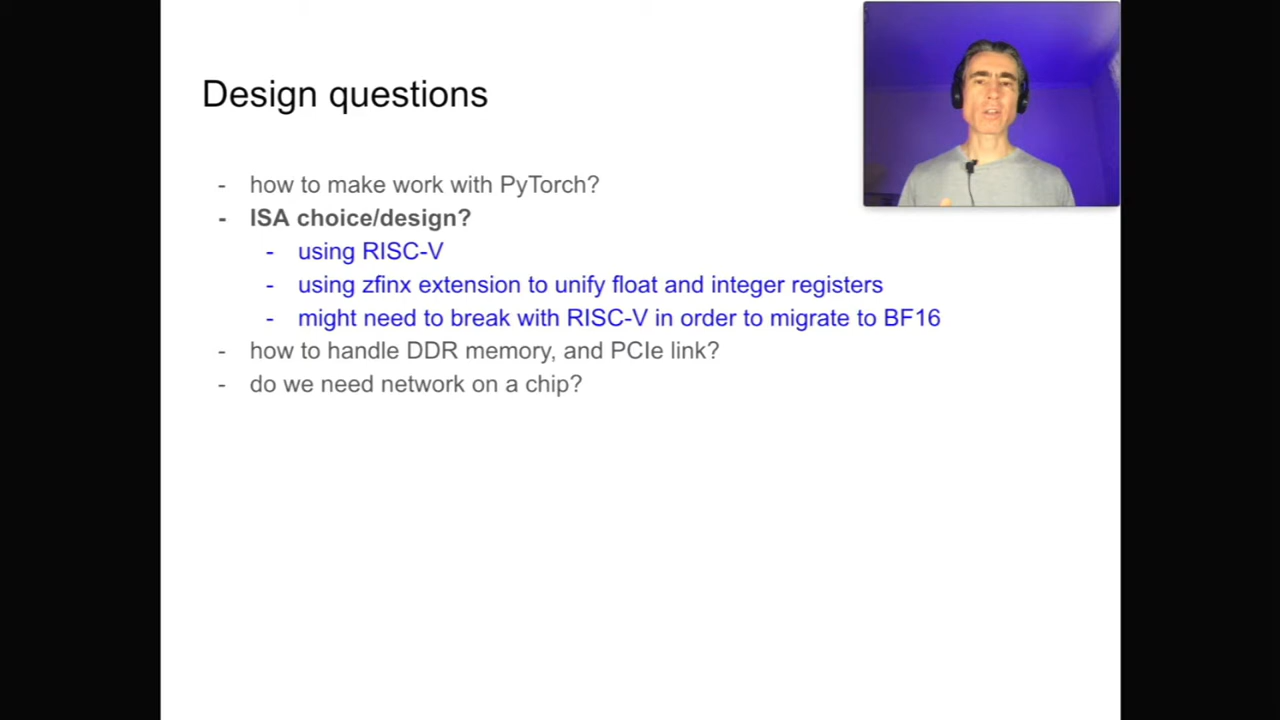 Design questions
- how to make work with PyTorch?
- ISA choice/design?
- using RISC-V
- using zfinx extension to unify float and integer registers
- might need to break with RISC-V in order to migrate to BF16
- how to handle DDR memory, and PCIe link?
- do we need network on a chip?